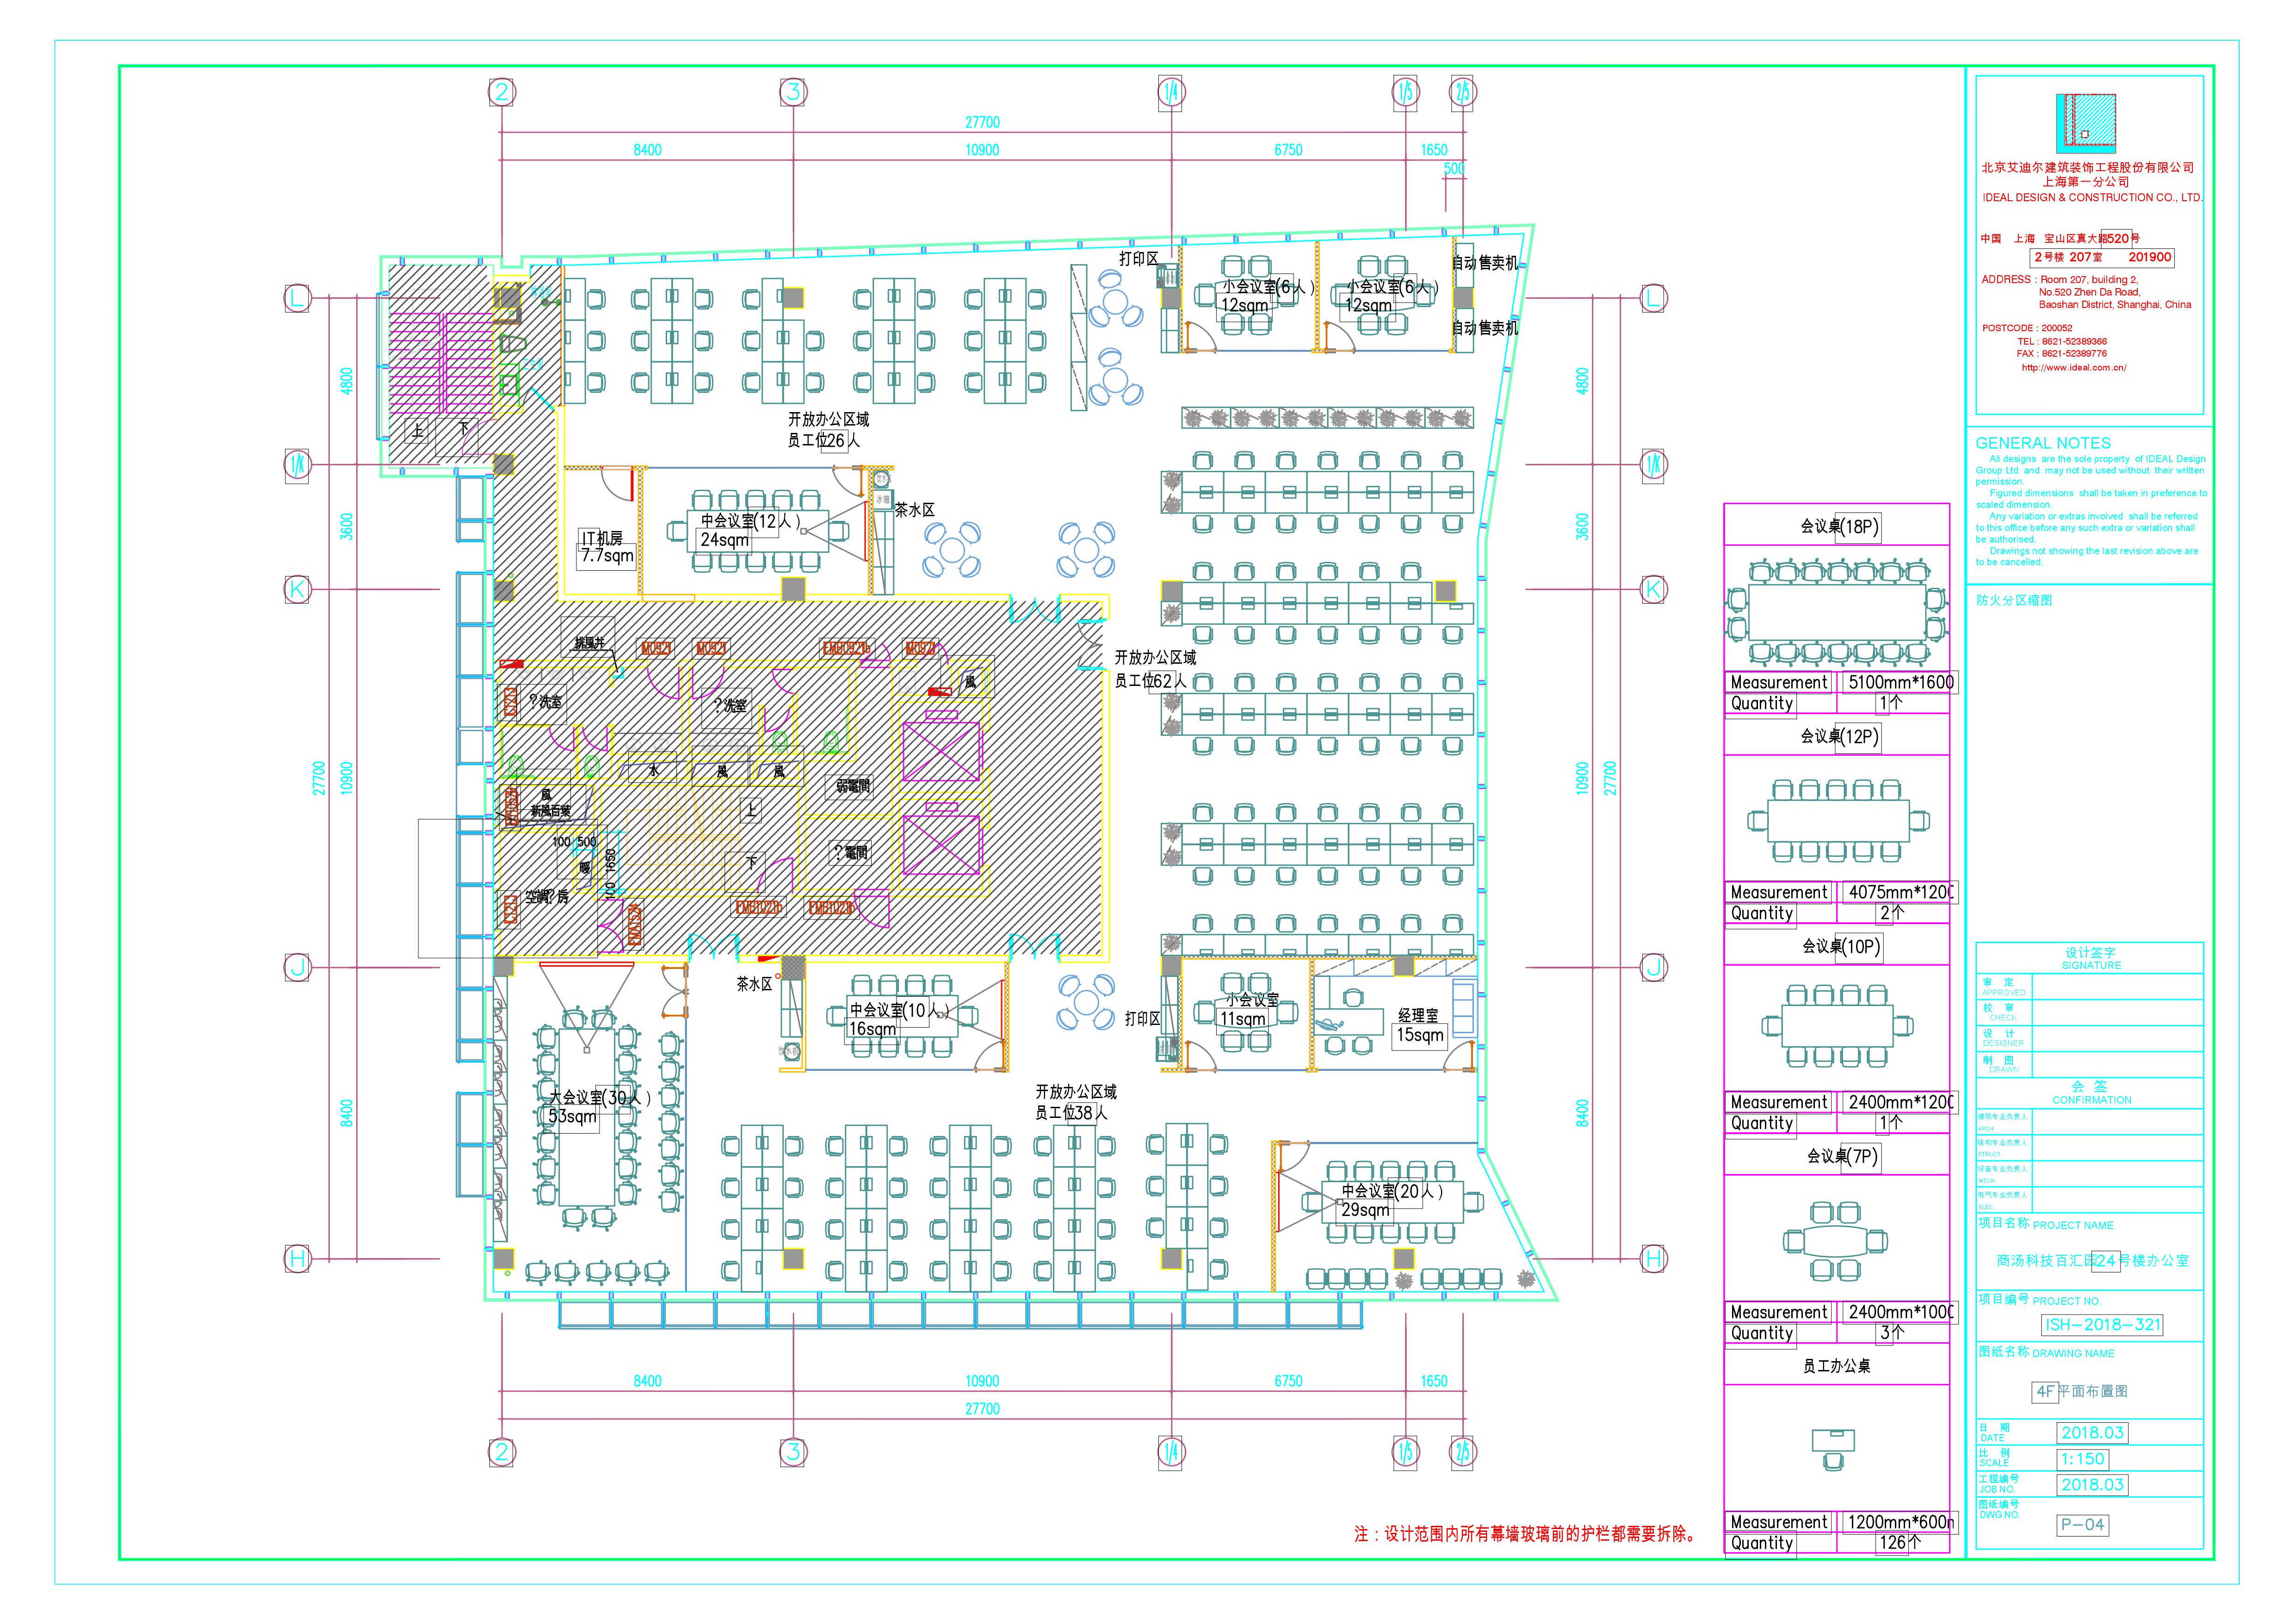 2
3
1/4
1/5
2/5
27700
8400
10900
6750
1650
500
L
1/K
K
J
H
4800
3600
10900
8400
27700
L
1/K
K
J
H
4800
3600
10900
8400
27700
打印区
小会议室(6人)
12sqm
小会议室(6人)
12sqm
自动售卖机
自动售卖机
卫生间
上
下
开放办公区域
员工位26人
IT机房
7.7sqm
中会议室(12人)
24sqm
饮水机
冰箱
茶水区
开放办公区域
员工位62人
排風井
M0921
M0921
FMB0921b
M0921
風
?洗室
?洗室
水
風
風
弱電間
風
新風百葉
上
下
?電間
100
500
暖
100 1650
空調?房
FMA1524
FMB1021b
FMB1021b
茶水区
饮水机
中会议室(10人)
16sqm
打印区
小会议室
11sqm
经理室
15sqm
大会议室(30人)
53sqm
开放办公区域
员工位38人
中会议室(20人)
29sqm
8400
10900
6750
1650
27700
2
3
1/4
1/5
2/5
注：设计范围内所有幕墙玻璃前的护栏都需要拆除。
会议桌(18P)
Measurement 5100mm*1600
Quantity 1个
会议桌(12P)
Measurement 4075mm*1200
Quantity 2个
会议桌(10P)
Measurement 2400mm*1200
Quantity 1个
会议桌(7P)
Measurement 2400mm*1000
Quantity 3个
员工办公桌
Measurement 1200mm*600m
Quantity 126个
北京艾迪尔建筑装饰工程股份有限公司
上海第一分公司
IDEAL DESIGN & CONSTRUCTION CO., LTD.
中国 上海 宝山区真大路520号
2号楼 207室 201900
ADDRESS : Room 207, building 2,
No.520 Zhen Da Road,
Baoshan District, Shanghai, China
POSTCODE : 200052
TEL : 8621-52389366
FAX : 8621-52389776
http://www.ideal.com.cn/
GENERAL NOTES
All designs are the sole property of IDEAL Design
Group Ltd. and may not be used without their written
permission.
Figured dimensions shall be taken in preference to
scaled dimension.
Any variation or extras involved shall be referred
to this office before any such extra or variation shall
be authorised.
Drawings not showing the last revision above are
to be cancelled.
防火分区缩图
设计签字
SIGNATURE
审 定
APPROVED
校 审
CHECK
设 计
DESIGNER
制 图
DRAWN
会 签
CONFIRMATION
建筑专业负责人
ARCH.
结构专业负责人
STRUCT.
设备专业负责人
MECH.
电气专业负责人
ELEC.
项目名称 PROJECT NAME
商汤科技百汇园24号楼办公室
项目编号 PROJECT NO.
ISH-2018-321
图纸名称 DRAWING NAME
4F平面布置图
日 期
DATE
2018.03
比 例
SCALE
1:150
工程编号
JOB NO.
2018.03
图纸编号
DWG NO.
P-04